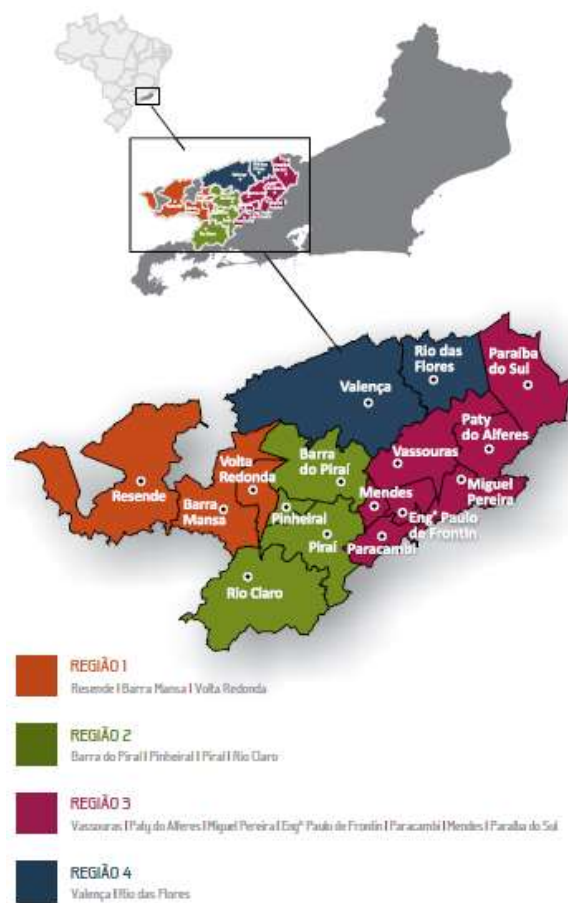 Rio das
Flores
Paraíba
do Sul
Valença
Paty
do Alferes
Volta
Redonda
Barra
do Piraí
Vassouras
Miguel
Pereira
Resende
Barra
Mansa
Mendes
Pinheiral
Engº Paulo
de Frontin
Piraí
Paracambi
Rio Claro
REGIÃO 1
Resende | Barra Mansa | Volta Redonda
REGIÃO 2
Barra do Piraí | Pinheiral | Piraí | Rio Claro
REGIÃO 3
Vassouras | Paty do Alferes | Miguel Pereira | Engº Paulo de Frontin | Paracambi | Mendes | Paraíba do Sul
REGIÃO 4
Valença | Rio das Flores